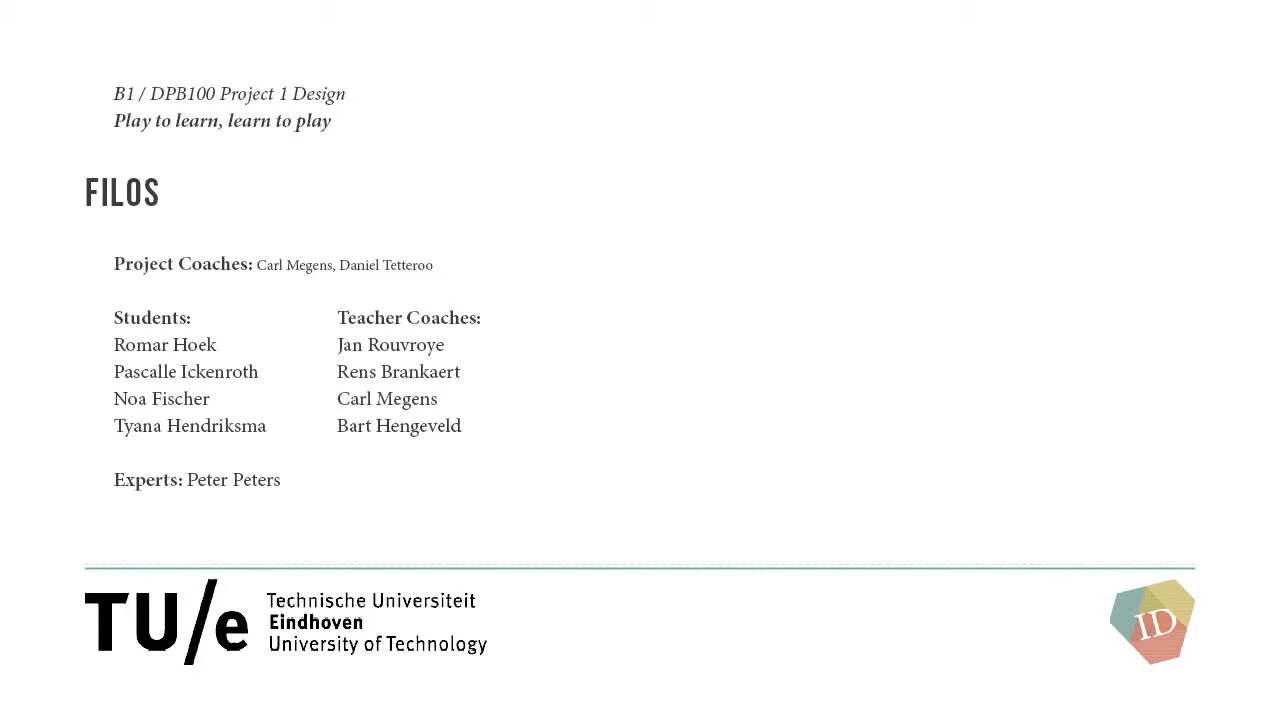 B1 / DPB100 Project 1 Design
Play to learn, learn to play
FILOS
Project Coaches: Carl Megens, Daniel Tetteroo
Students:
Romar Hoek
Pascalle Ickenroth
Noa Fischer
Tyana Hendriksma
Teacher Coaches:
Jan Rouvroye
Rens Brankaert
Carl Megens
Bart Hengeveld
Experts: Peter Peters
TU/e
Technische Universiteit
Eindhoven
University of Technology
ID